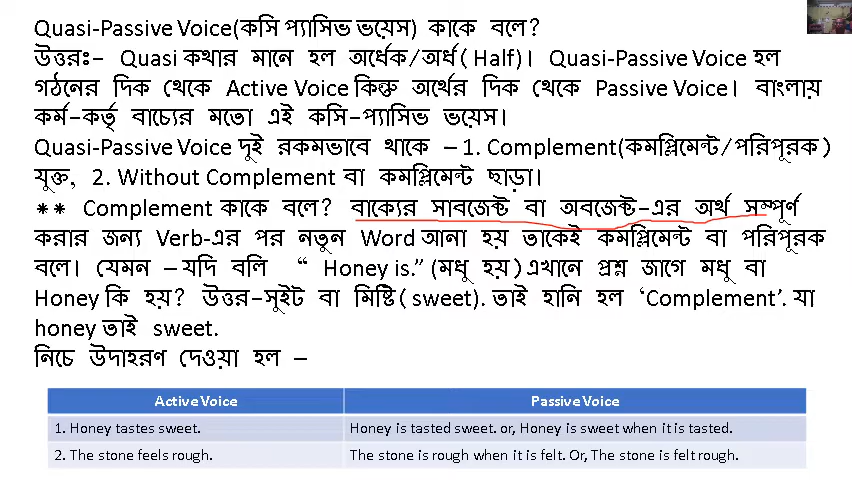 Quasi-Passive Voice(কসি প্যাসিভ ভয়েস) কাকে বলে?
উত্তরঃ- Quasi কথার মানে হল অর্ধেক/অর্ধ( Half)। Quasi-Passive Voice হল
গঠনের দিক থেকে Active Voice কিন্তু অর্থের দিক থেকে Passive Voice। বাংলায়
কর্ম-কর্তৃ বাচ্যের মতো এই কসি-প্যাসিভ ভয়েস।
Quasi-Passive Voice দুই রকমভাবে থাকে – 1. Complement(কমপ্লিমেন্ট/পরিপূরক)
যুক্ত, 2. Without Complement বা কমপ্লিমেন্ট ছাড়া।
** Complement কাকে বলে? বাক্যের সাবজেক্ট বা অবজেক্ট-এর অর্থ সম্পূর্ণ
করার জন্য Verb-এর পর নতুন Word আনা হয় তাকেই কমপ্লিমেন্ট বা পরিপূরক
বলে। যেমন – যদি বলি “ Honey is.” (মধু হয়) এখানে প্রশ্ন জাগে মধু বা
Honey কি হয়? উত্তর-সুইট বা মিষ্টি( sweet). তাই হানি হল ‘Complement’. যা
honey তাই sweet.
নিচে উদাহরণ দেওয়া হল –
Active Voice Passive Voice
1. Honey tastes sweet. Honey is tasted sweet. or, Honey is sweet when it is tasted.
2. The stone feels rough. The stone is rough when it is felt. Or, The stone is felt rough.